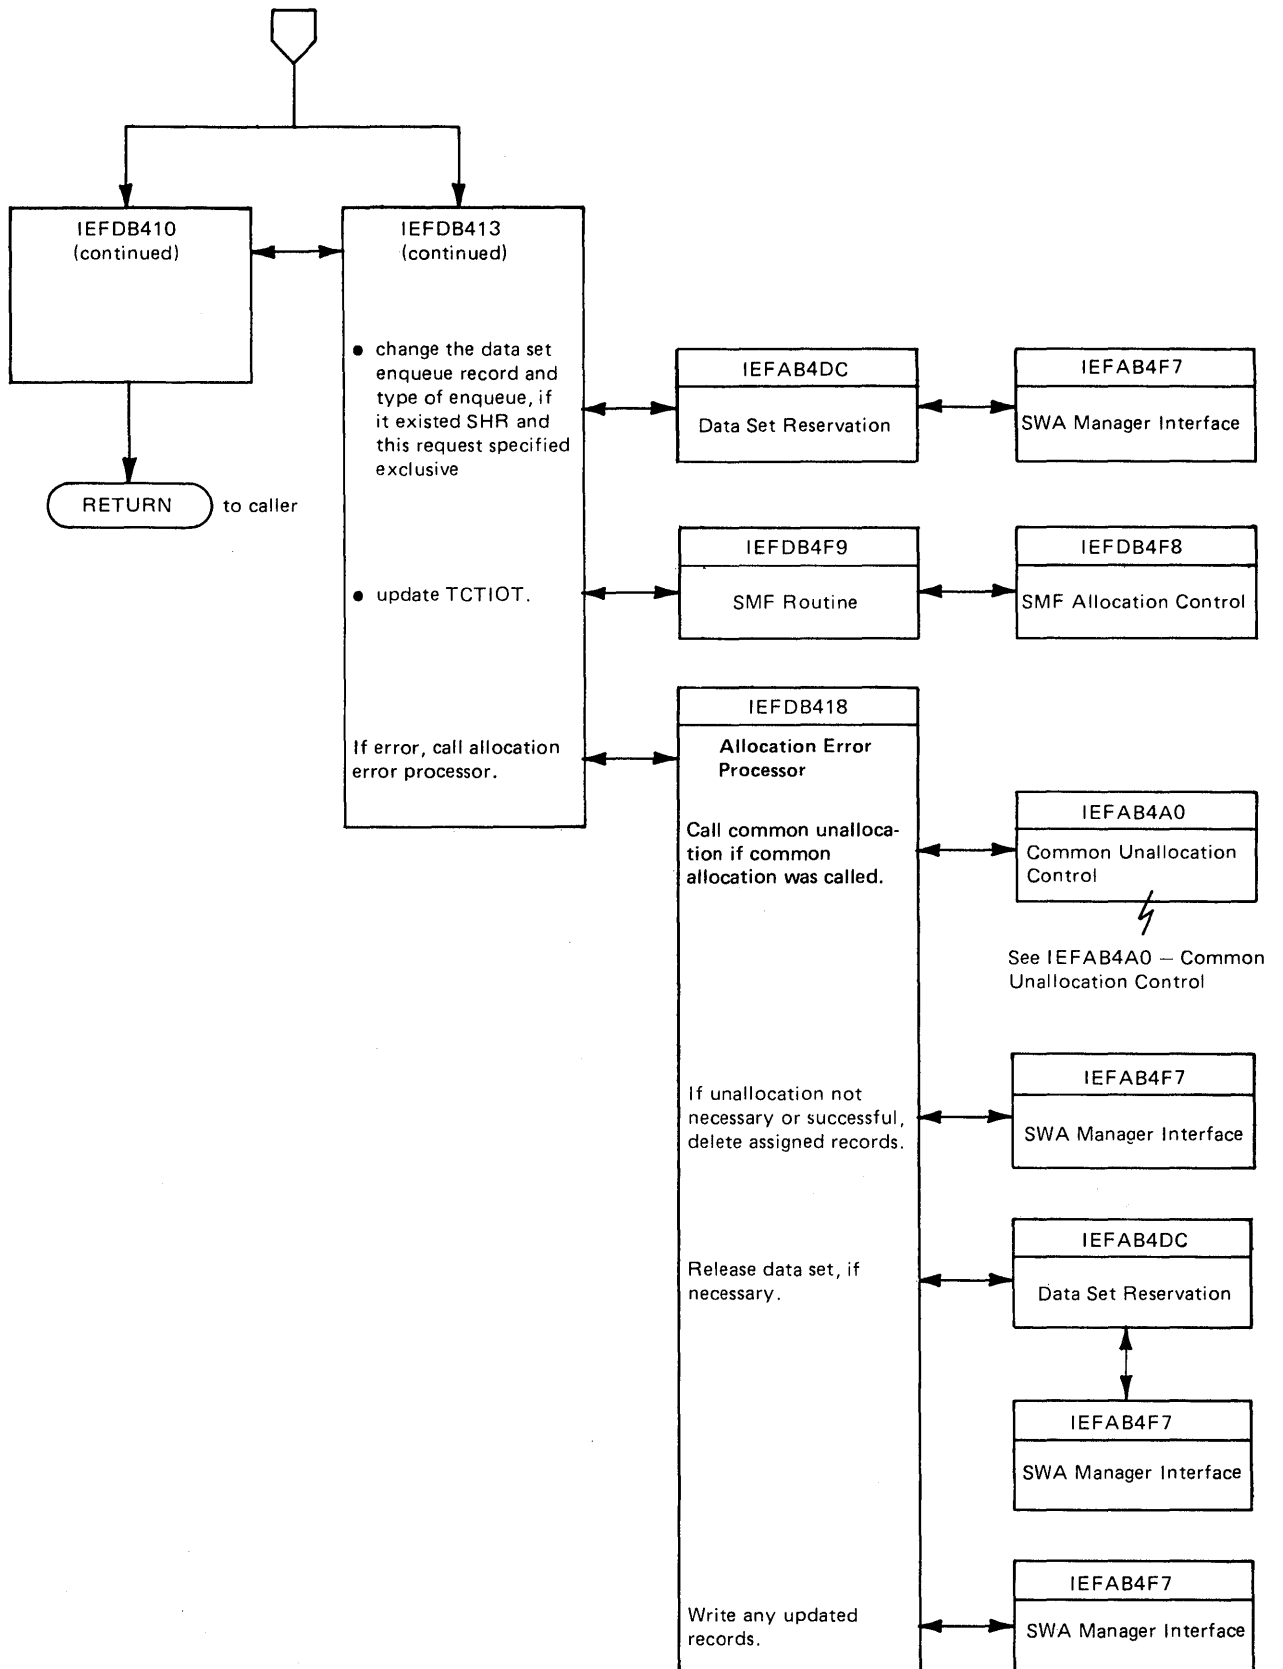 IEFDB410
(continued)
RETURN
to caller
IEFDB413
(continued)
● change the data set
enqueue record and
type of enqueue, if
it existed SHR and
this request specified
exclusive
● update TCTIOT.
If error, call allocation
error processor.
IEFAB4DC
Data Set Reservation
IEFAB4F7
SWA Manager Interface
IEFDB4F9
SMF Routine
IEFDB4F8
SMF Allocation Control
IEFDB418
Allocation Error
Processor
Call common unalloca-
tion if common
allocation was called.
IEFAB4A0
Common Unallocation
Control
See IEFAB4A0 – Common
Unallocation Control
If unallocation not
necessary or successful,
delete assigned records.
IEFAB4F7
SWA Manager Interface
Release data set, if
necessary.
IEFAB4DC
Data Set Reservation
IEFAB4F7
SWA Manager Interface
Write any updated
records.
IEFAB4F7
SWA Manager Interface